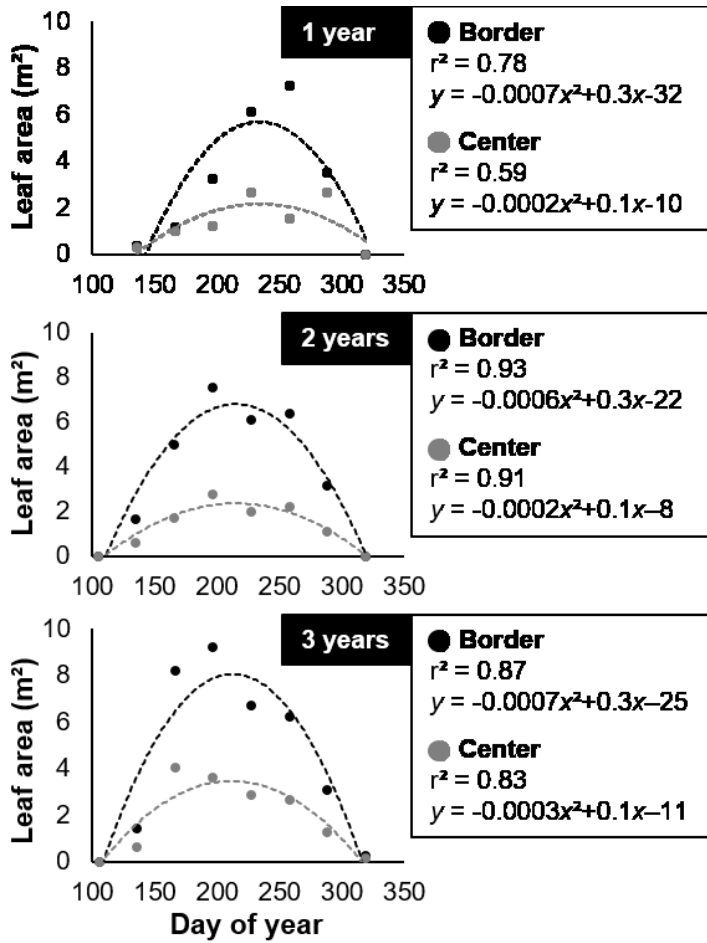 1 year
Border
r² = 0.78
y = -0.0007x²+0.3x-32
Center
r² = 0.59
y = -0.0002x²+0.1x-10
Leaf area (m²)
10
8
6
4
2
0
100 150 200 250 300 350
2 years
Border
r² = 0.93
y = -0.0006x²+0.3x-22
Center
r² = 0.91
y = -0.0002x²+0.1x–8
Leaf area (m²)
10
8
6
4
2
0
100 150 200 250 300 350
3 years
Border
r² = 0.87
y = -0.0007x²+0.3x–25
Center
r² = 0.83
y = -0.0003x²+0.1x–11
Leaf area (m²)
10
8
6
4
2
0
100 150 200 250 300 350
Day of year